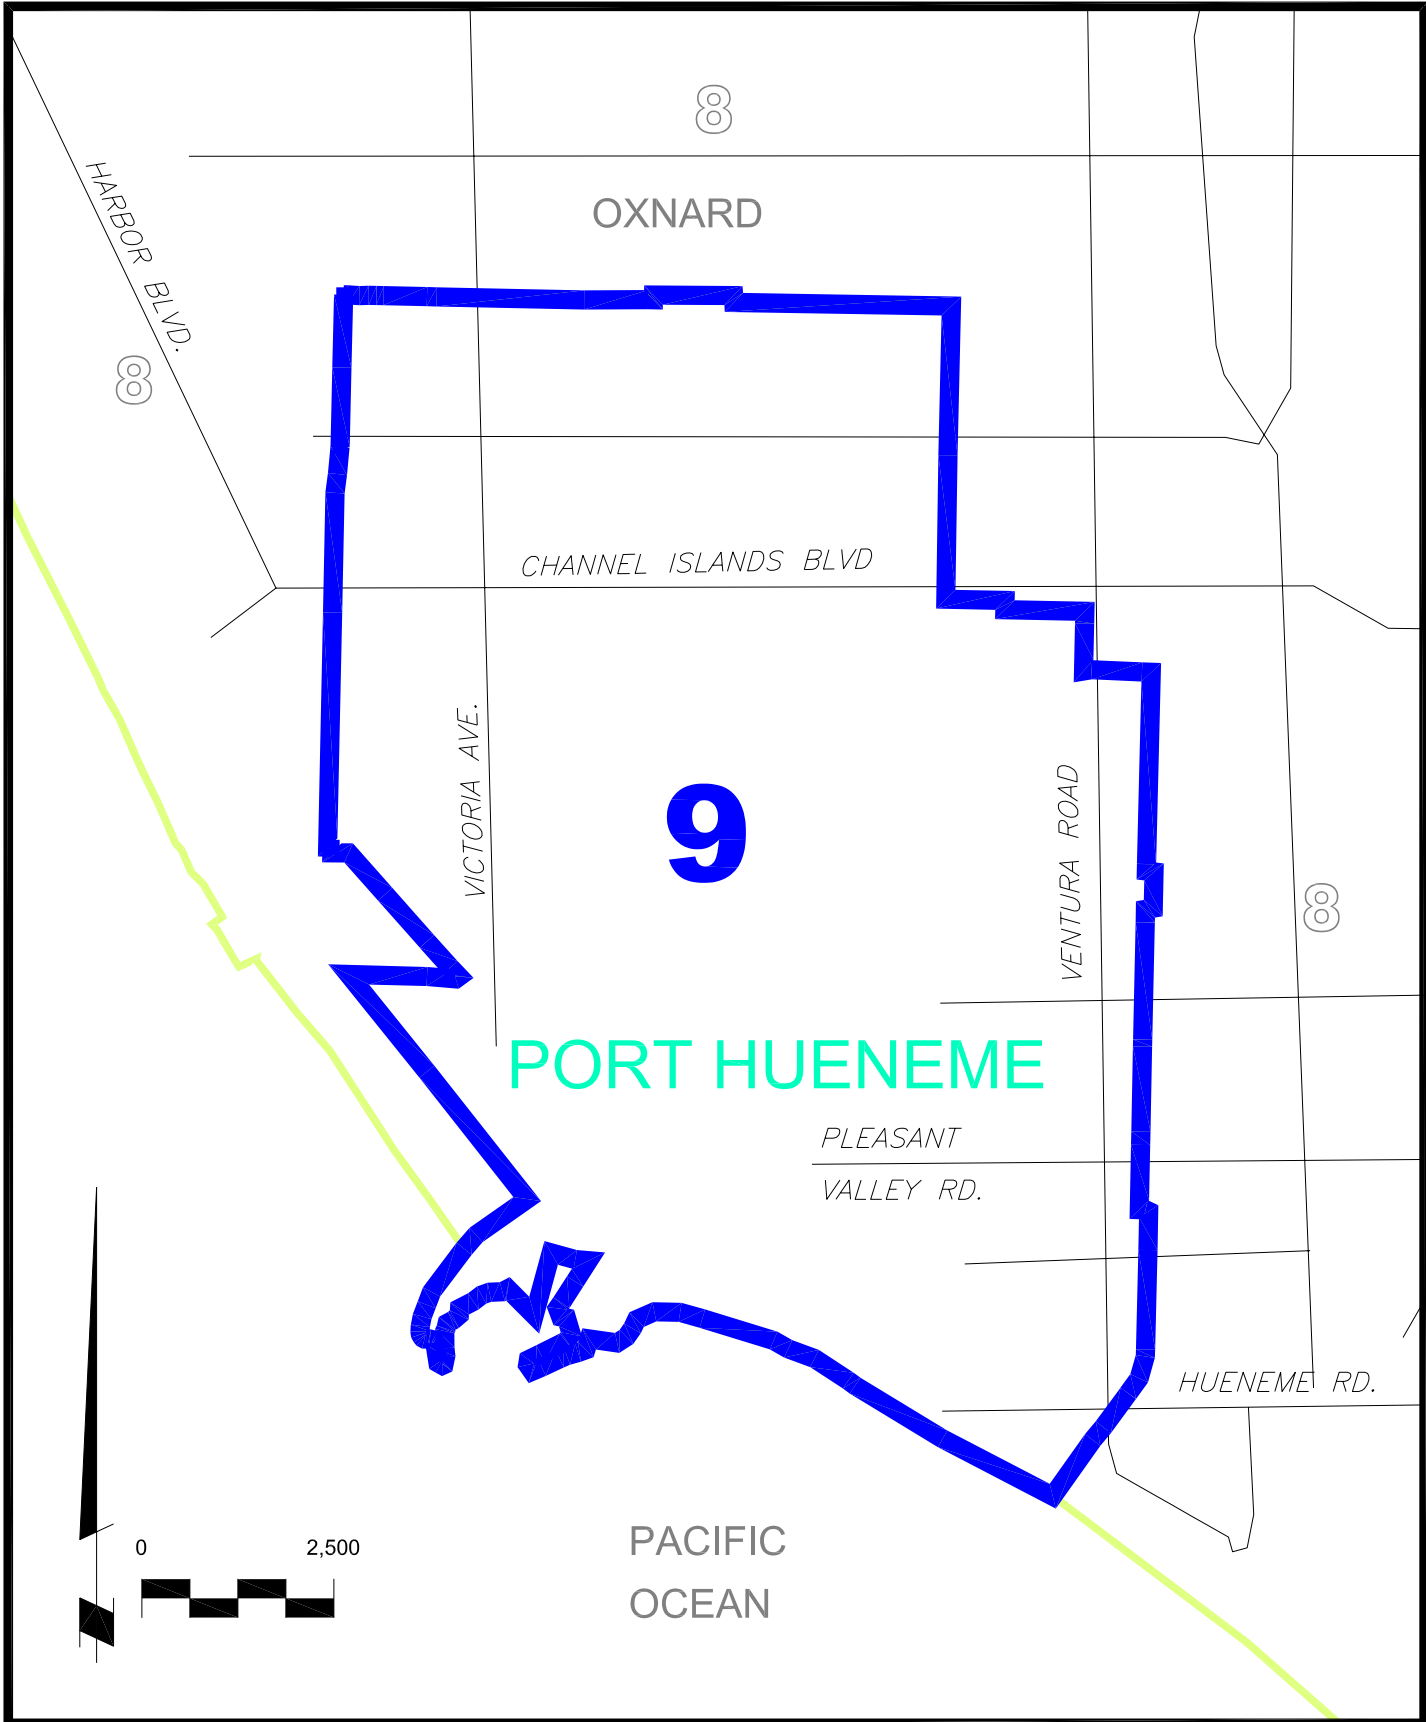 8
OXNARD
HARBOR BLVD.
8
CHANNEL ISLANDS BLVD
VICTORIA AVE.
9
VENTURA ROAD
8
PORT HUENEME
PLEASANT
VALLEY RD.
HUENEME RD.
0 2,500
PACIFIC
OCEAN